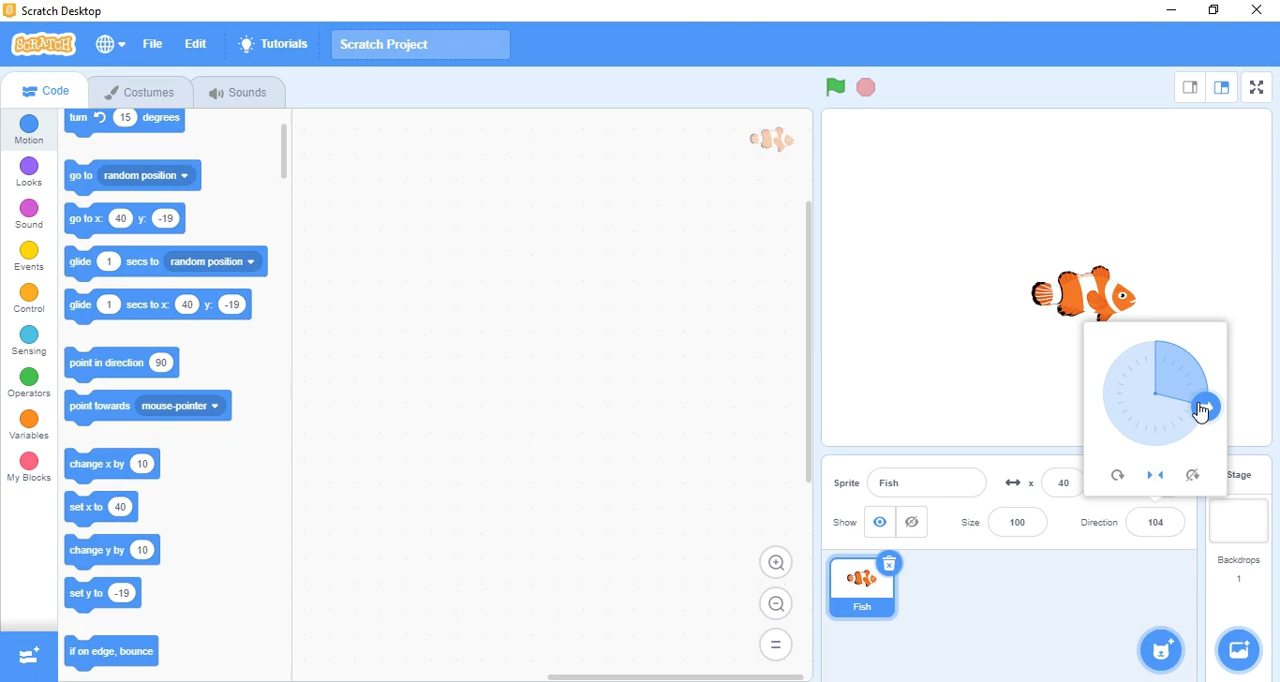 Scratch Desktop
SCRATCH File Edit Tutorials Scratch Project
Code Costumes Sounds
Motion
Looks
Sound
Events
Control
Sensing
Operators
Variables
My Blocks
turn 15 degrees
go to random position
go to x: 40 y: -19
glide 1 secs to random position
glide 1 secs to x: 40 y: -19
point in direction 90
point towards mouse-pointer
change x by 10
set x to 40
change y by 10
set y to -19
if on edge, bounce
Sprite Fish x 40
Show Size 100 Direction 104
Fish
Stage
Backdrops
1